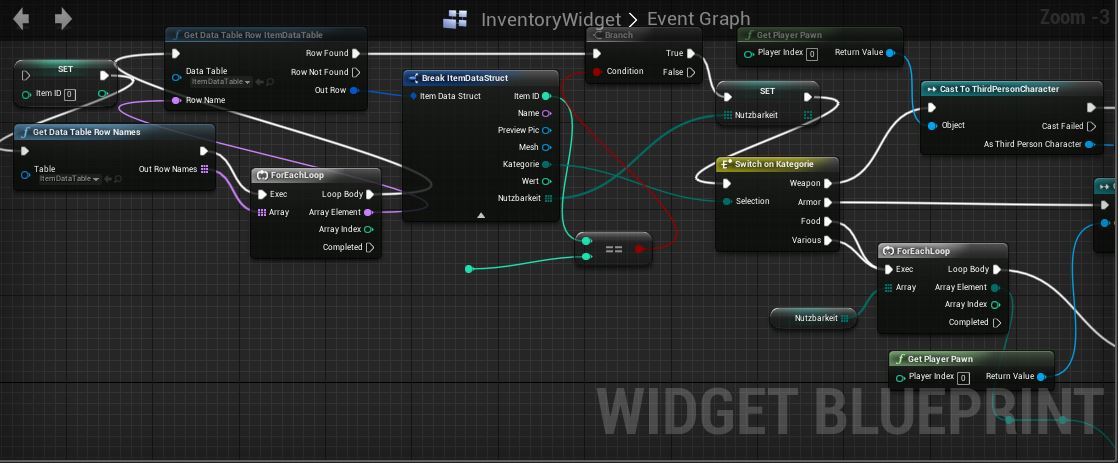 InventoryWidget > Event Graph
Zoom -3
SET
Item ID 0
Get Data Table Row ItemDataTable
Row Found
Data Table
ItemDataTable
Row Not Found
Out Row
Row Name
Get Data Table Row Names
Table
ItemDataTable
Out Row Names
ForEachLoop
Exec
Loop Body
Array
Array Element
Array Index
Completed
Break ItemDataStruct
Item Data Struct
Item ID
Name
Preview Pic
Mesh
Kategorie
Wert
Nutzbarkeit
==
Branch
True
Condition
False
SET
Nutzbarkeit
Get Player Pawn
Player Index 0
Return Value
Switch on Kategorie
Weapon
Selection
Armor
Food
Various
Cast To ThirdPersonCharacter
Object
Cast Failed
As Third Person Character
Nutzbarkeit
ForEachLoop
Exec
Loop Body
Array
Array Element
Array Index
Completed
Get Player Pawn
Player Index 0
Return Value
WIDGET BLUEPRINT